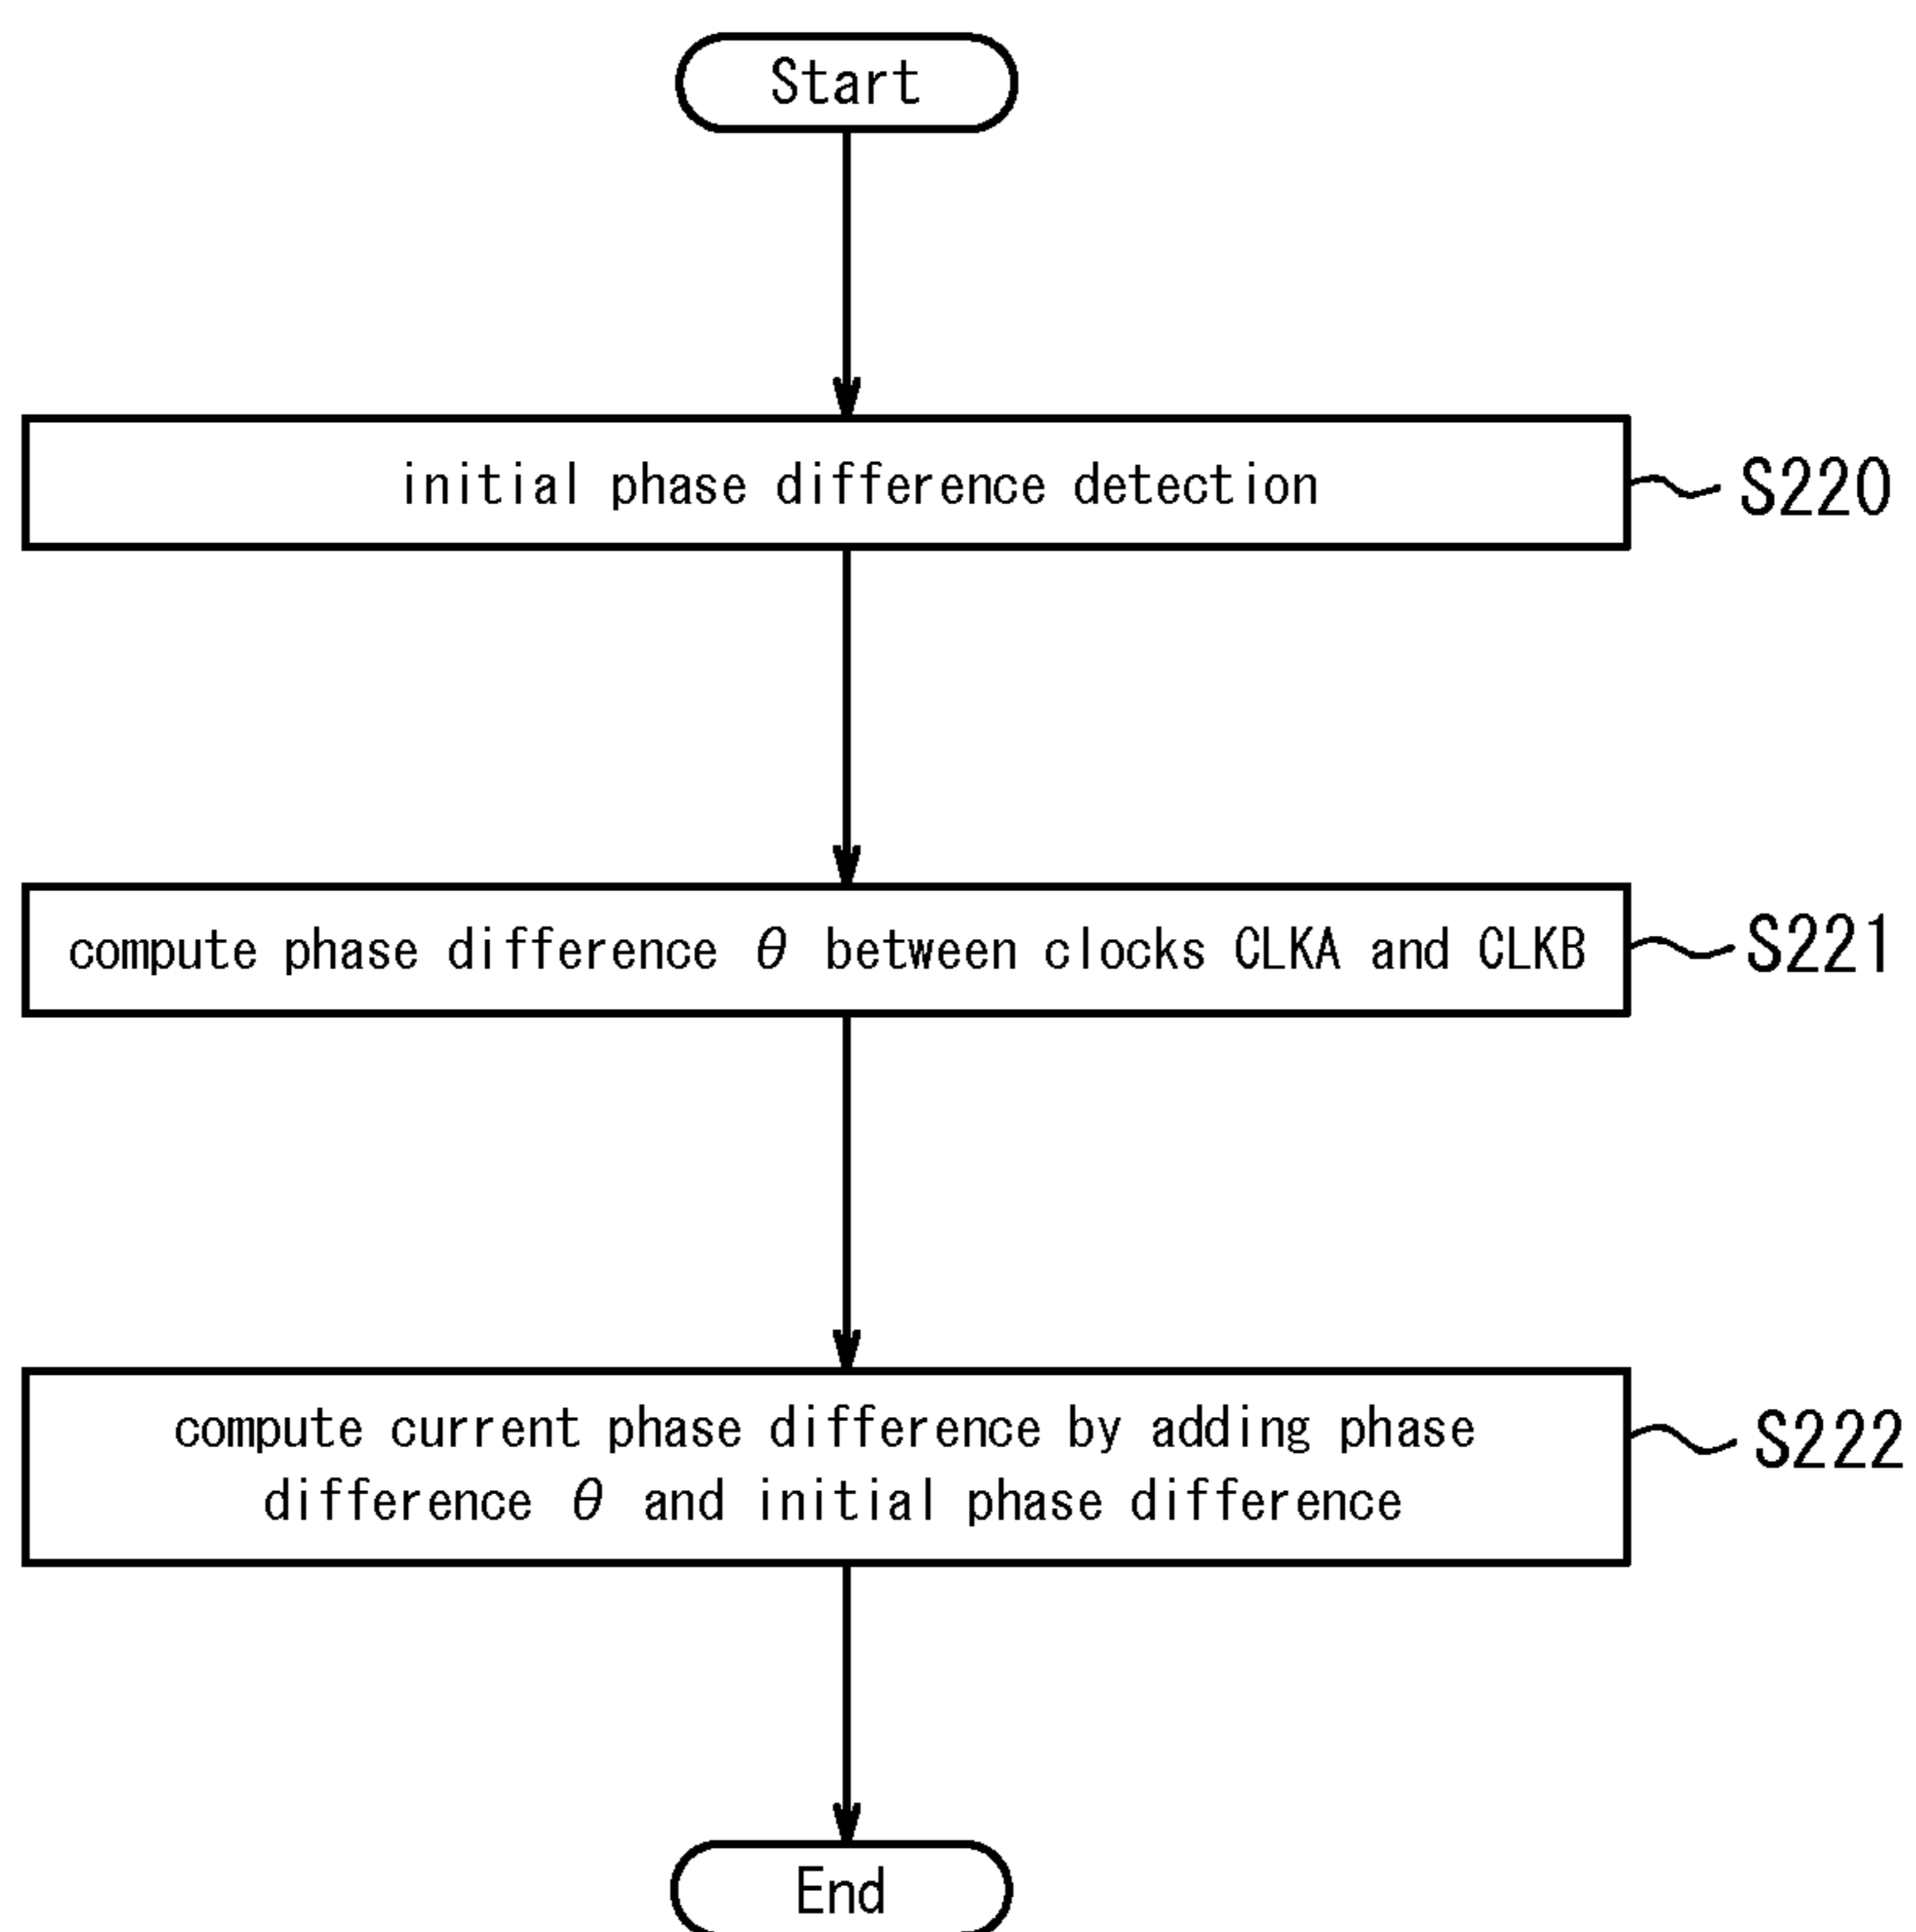 Start
initial phase difference detection
S220
compute phase difference θ between clocks CLKA and CLKB
S221
compute current phase difference by adding phase
difference θ and initial phase difference
S222
End